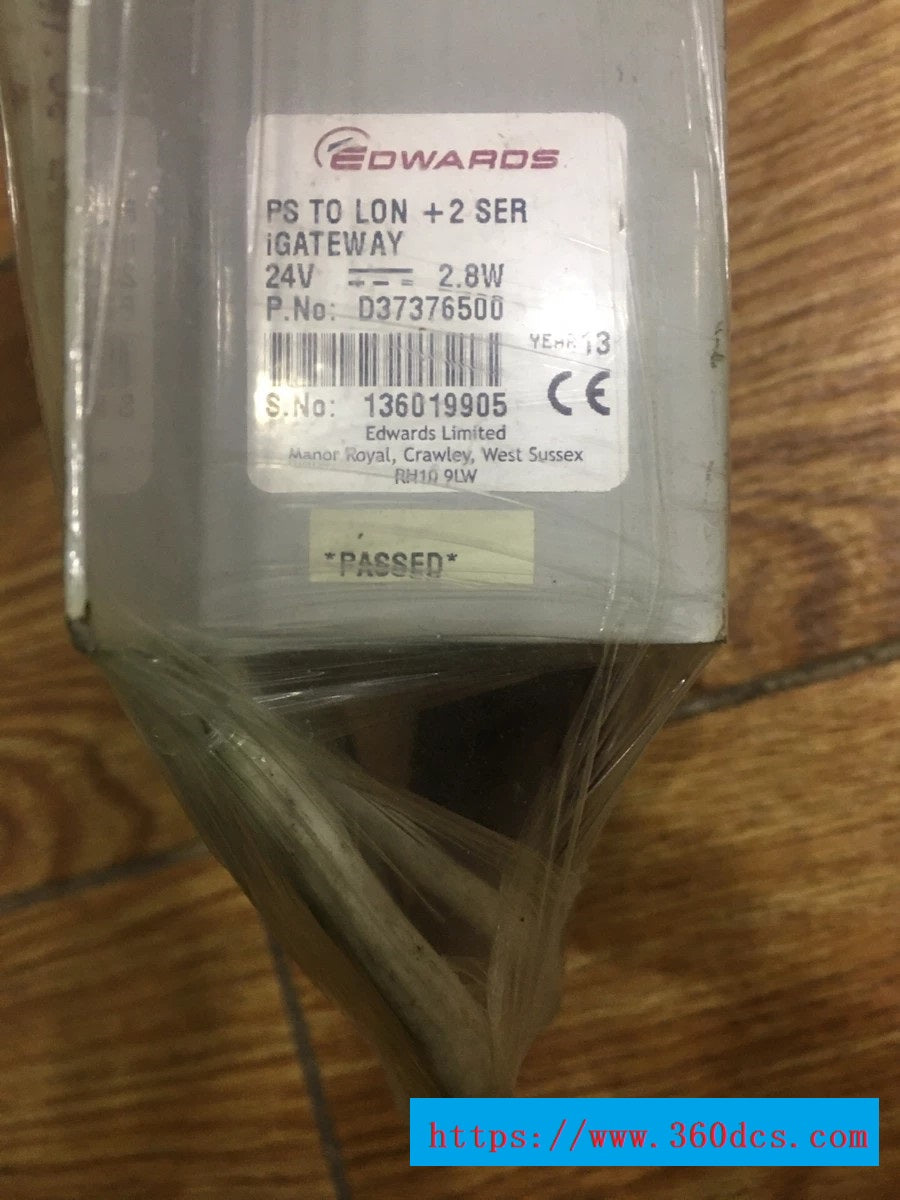 EDWARDS
PS TO LON +2 SER
iGATEWAY
24V 2.8W
P.No: D37376500
YEAR 13
S.No: 136019905
CE
Edwards Limited
Manor Royal, Crawley, West Sussex
RH10 9LW
*PASSED*
https://www.360dcs.com